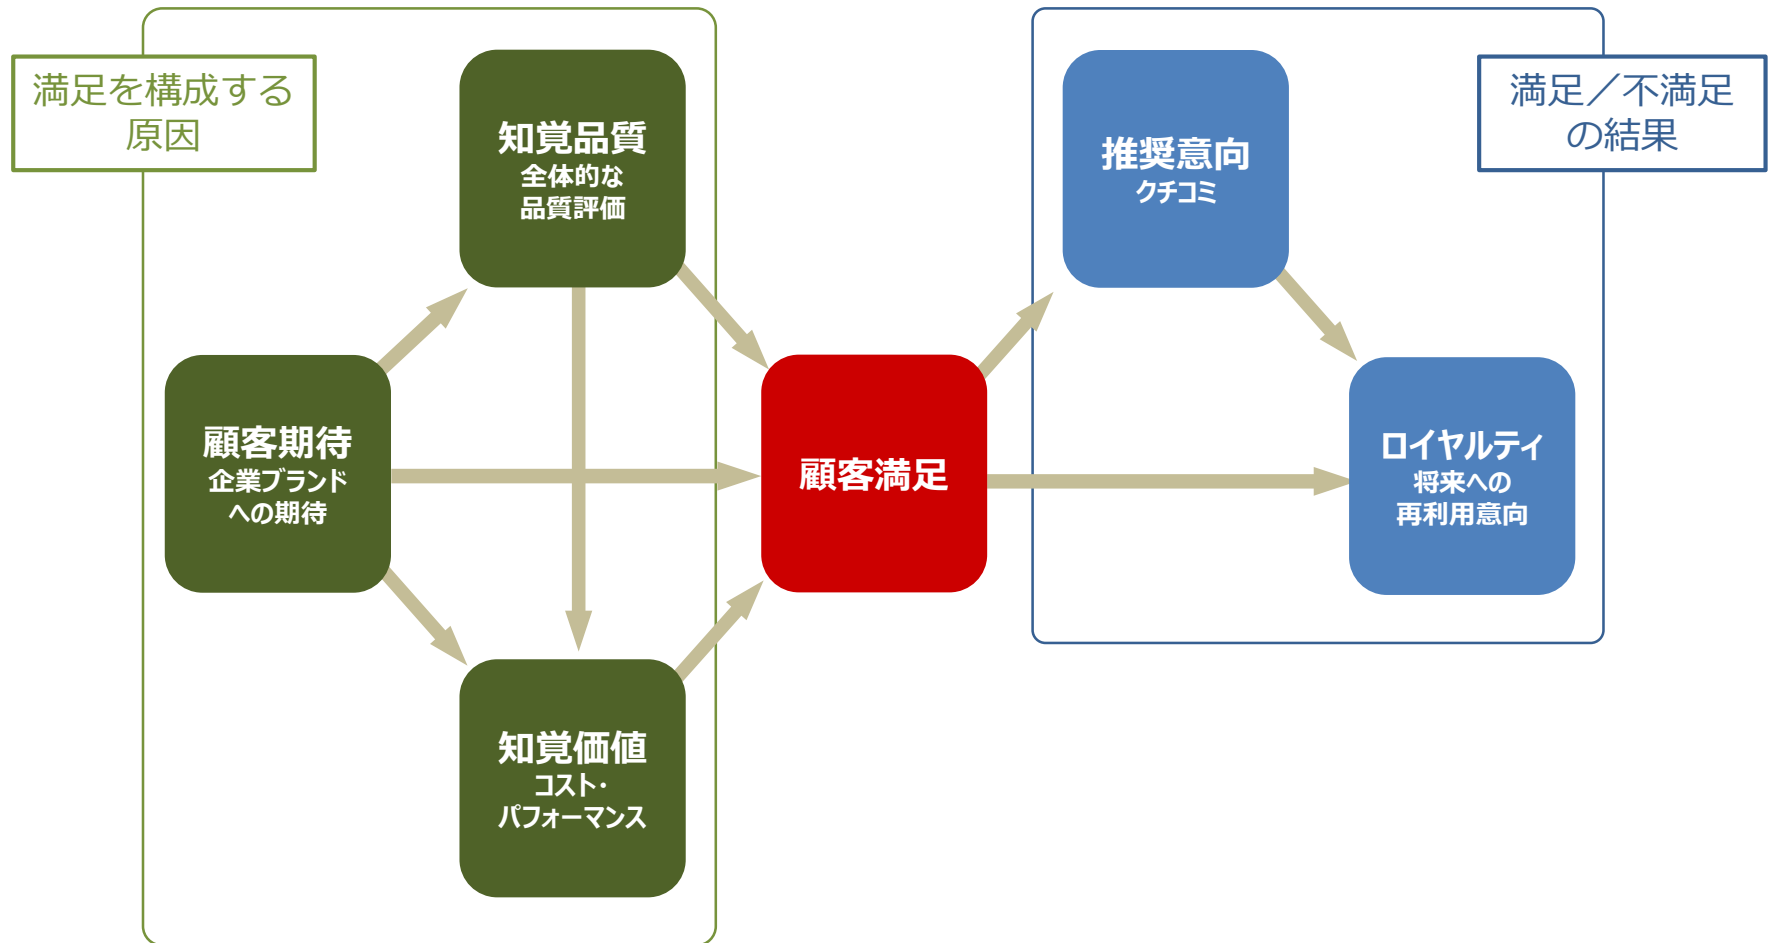 満足を構成する
原因
知覚品質
全体的な
品質評価
顧客期待
企業ブランド
への期待
知覚価値
コスト・
パフォーマンス
顧客満足
推奨意向
クチコミ
ロイヤルティ
将来への
再利用意向
満足／不満足
の結果